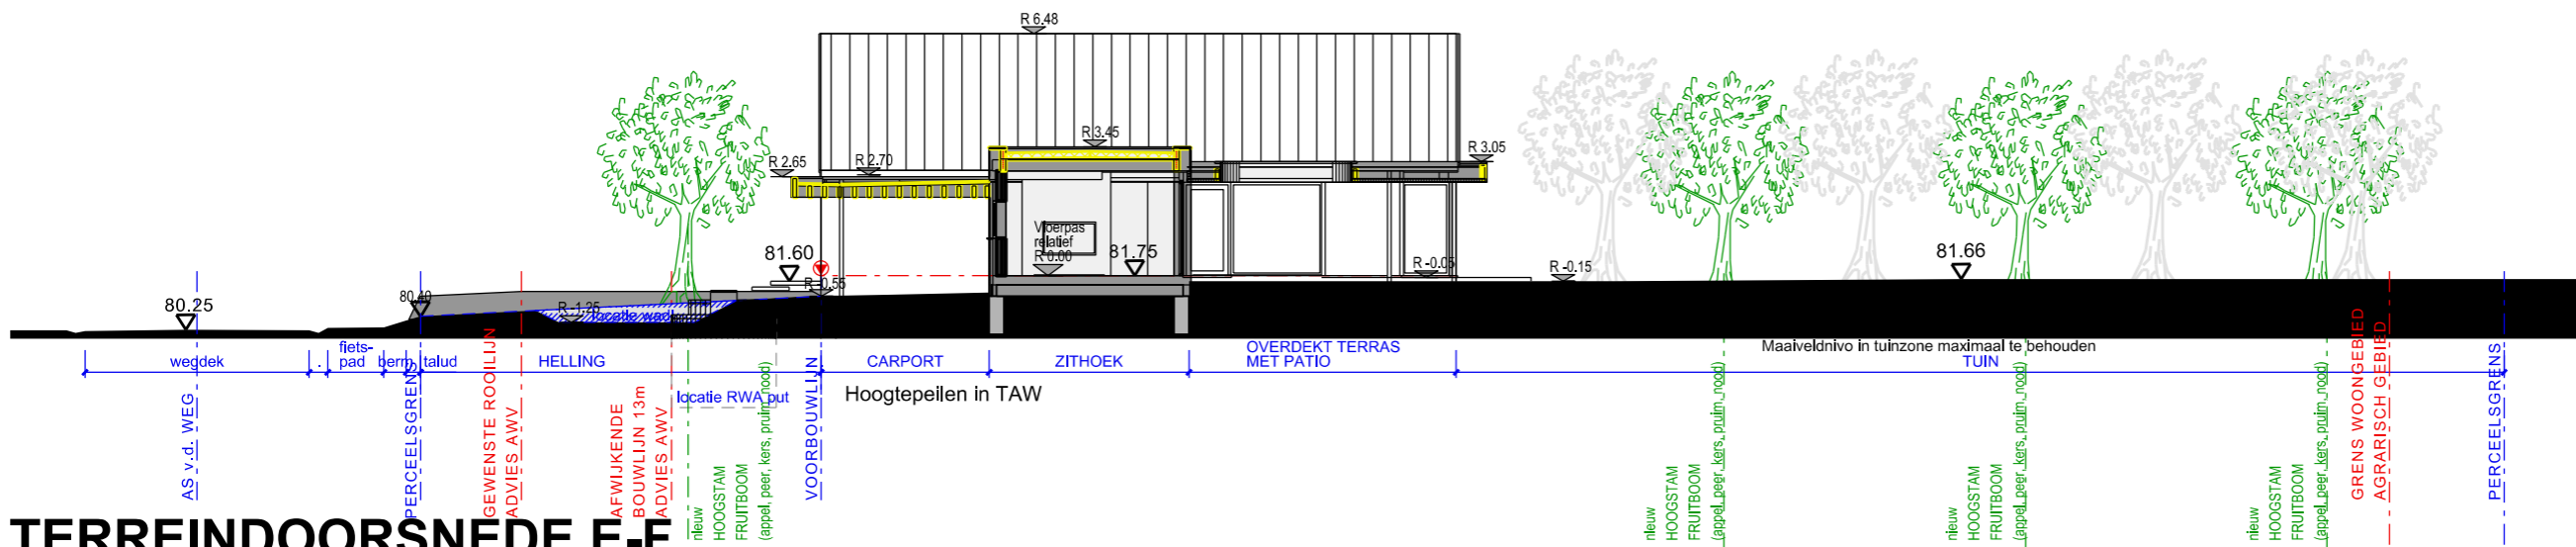 R 6.48
R 3.45
R 2.65
R 2.70
R 3.05
Vloerpas
relatief
R 0.00
81.60
81.75
81.66
R -0.05
R -0.15
R -0.55
80.40
80.25
R -1.25
locatie wadi
Maaiveldnivo in tuinzone maximaal te behouden
wegdek
fiets-
pad
berm
talud
HELLING
CARPORT
ZITHOEK
OVERDEKT TERRAS
MET PATIO
TUIN
locatie RWA put
Hoogtepeilen in TAW
AS v.d. WEG
PERCEELSGRENS
GEWENSTE ROOILIJN
ADVIES AWV
AFWIJKENDE
BOUWLIJN 13m
ADVIES AWV
nieuw
HOOGSTAM
FRUITBOOM
(appel, peer, kers, pruim, nood)
VOORBOUWLIJN
nieuw
HOOGSTAM
FRUITBOOM
(appel, peer, kers, pruim, nood)
nieuw
HOOGSTAM
FRUITBOOM
(appel, peer, kers, pruim, nood)
nieuw
HOOGSTAM
FRUITBOOM
(appel, peer, kers, pruim, nood)
GRENS WOONGEBIED
AGRARISCH GEBIED
PERCEELSGRENS
TERREINDOORSNEDE